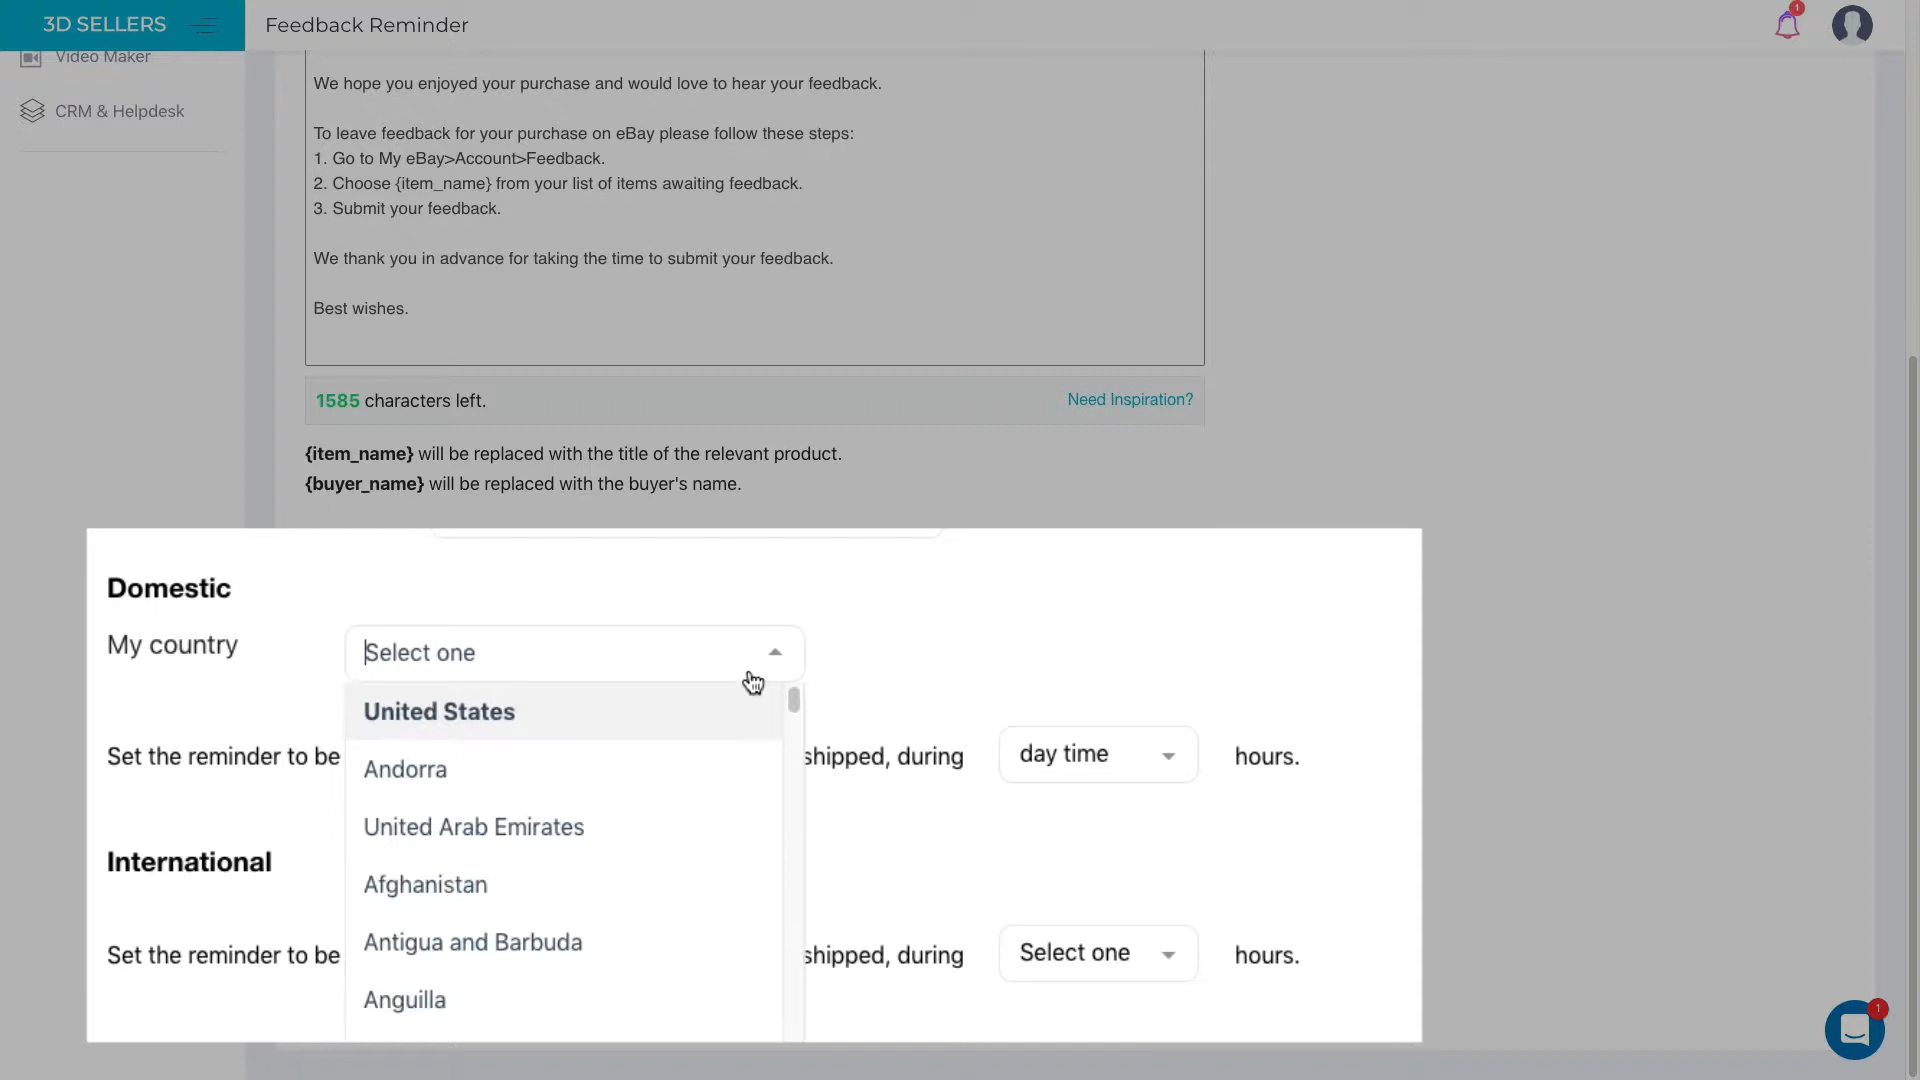 3D SELLERS
Feedback Reminder
1
Video Maker
CRM & Helpdesk
We hope you enjoyed your purchase and would love to hear your feedback.
To leave feedback for your purchase on eBay please follow these steps:
1. Go to My eBay>Account>Feedback.
2. Choose {item_name} from your list of items awaiting feedback.
3. Submit your feedback.
We thank you in advance for taking the time to submit your feedback.
Best wishes.
1585 characters left.
Need Inspiration?
{item_name} will be replaced with the title of the relevant product.
{buyer_name} will be replaced with the buyer's name.
Domestic
My country
Select one
United States
Set the reminder to be
shipped, during
day time
hours.
Andorra
United Arab Emirates
International
Afghanistan
Antigua and Barbuda
Set the reminder to be
shipped, during
Select one
hours.
Anguilla
1